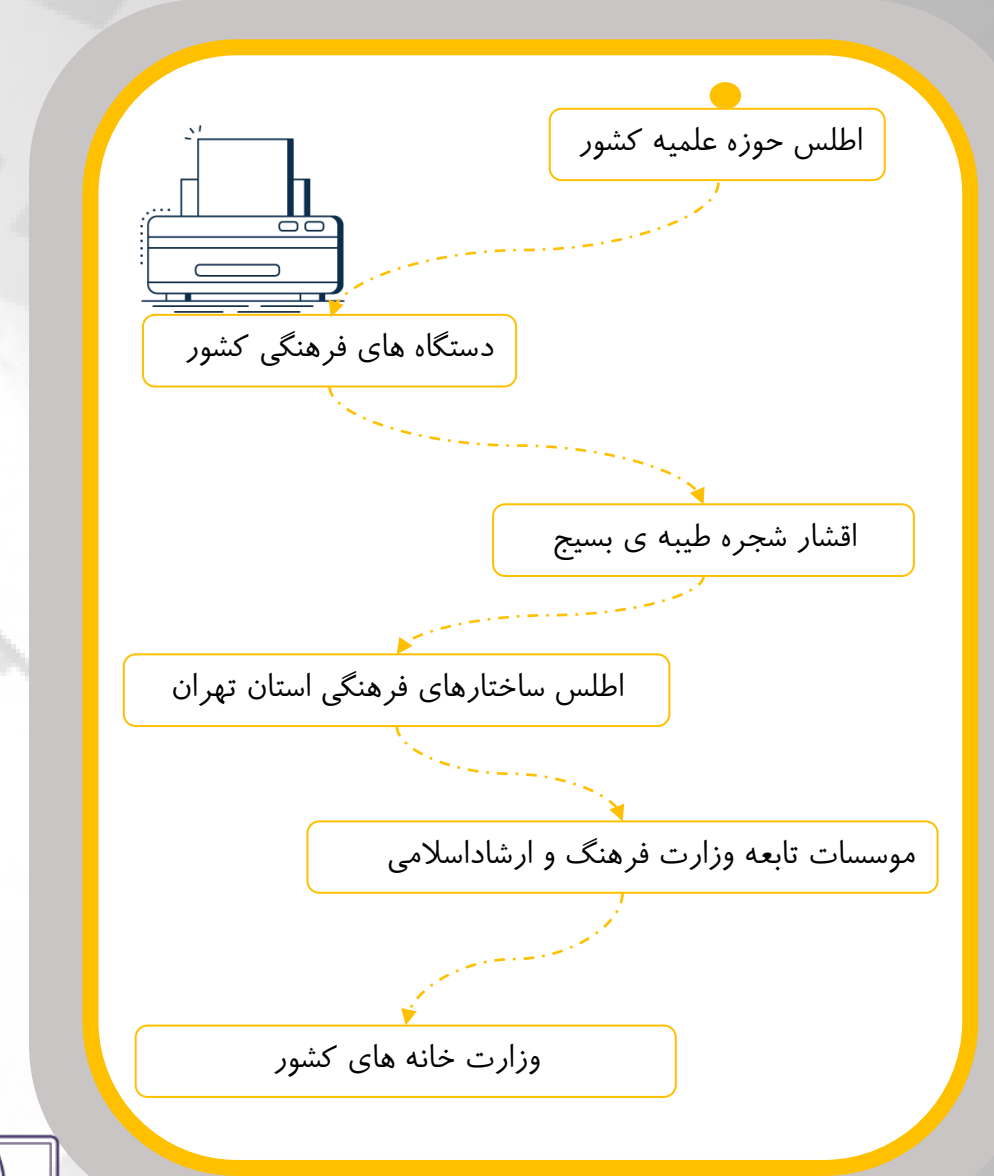 اطلس حوزه علمیه کشور
دستگاه های فرهنگی کشور
اقشار شجره طیبه ی بسیج
اطلس ساختارهای فرهنگی استان تهران
موسسات تابعه وزارت فرهنگ و ارشاداسلامی
وزارت خانه های کشور